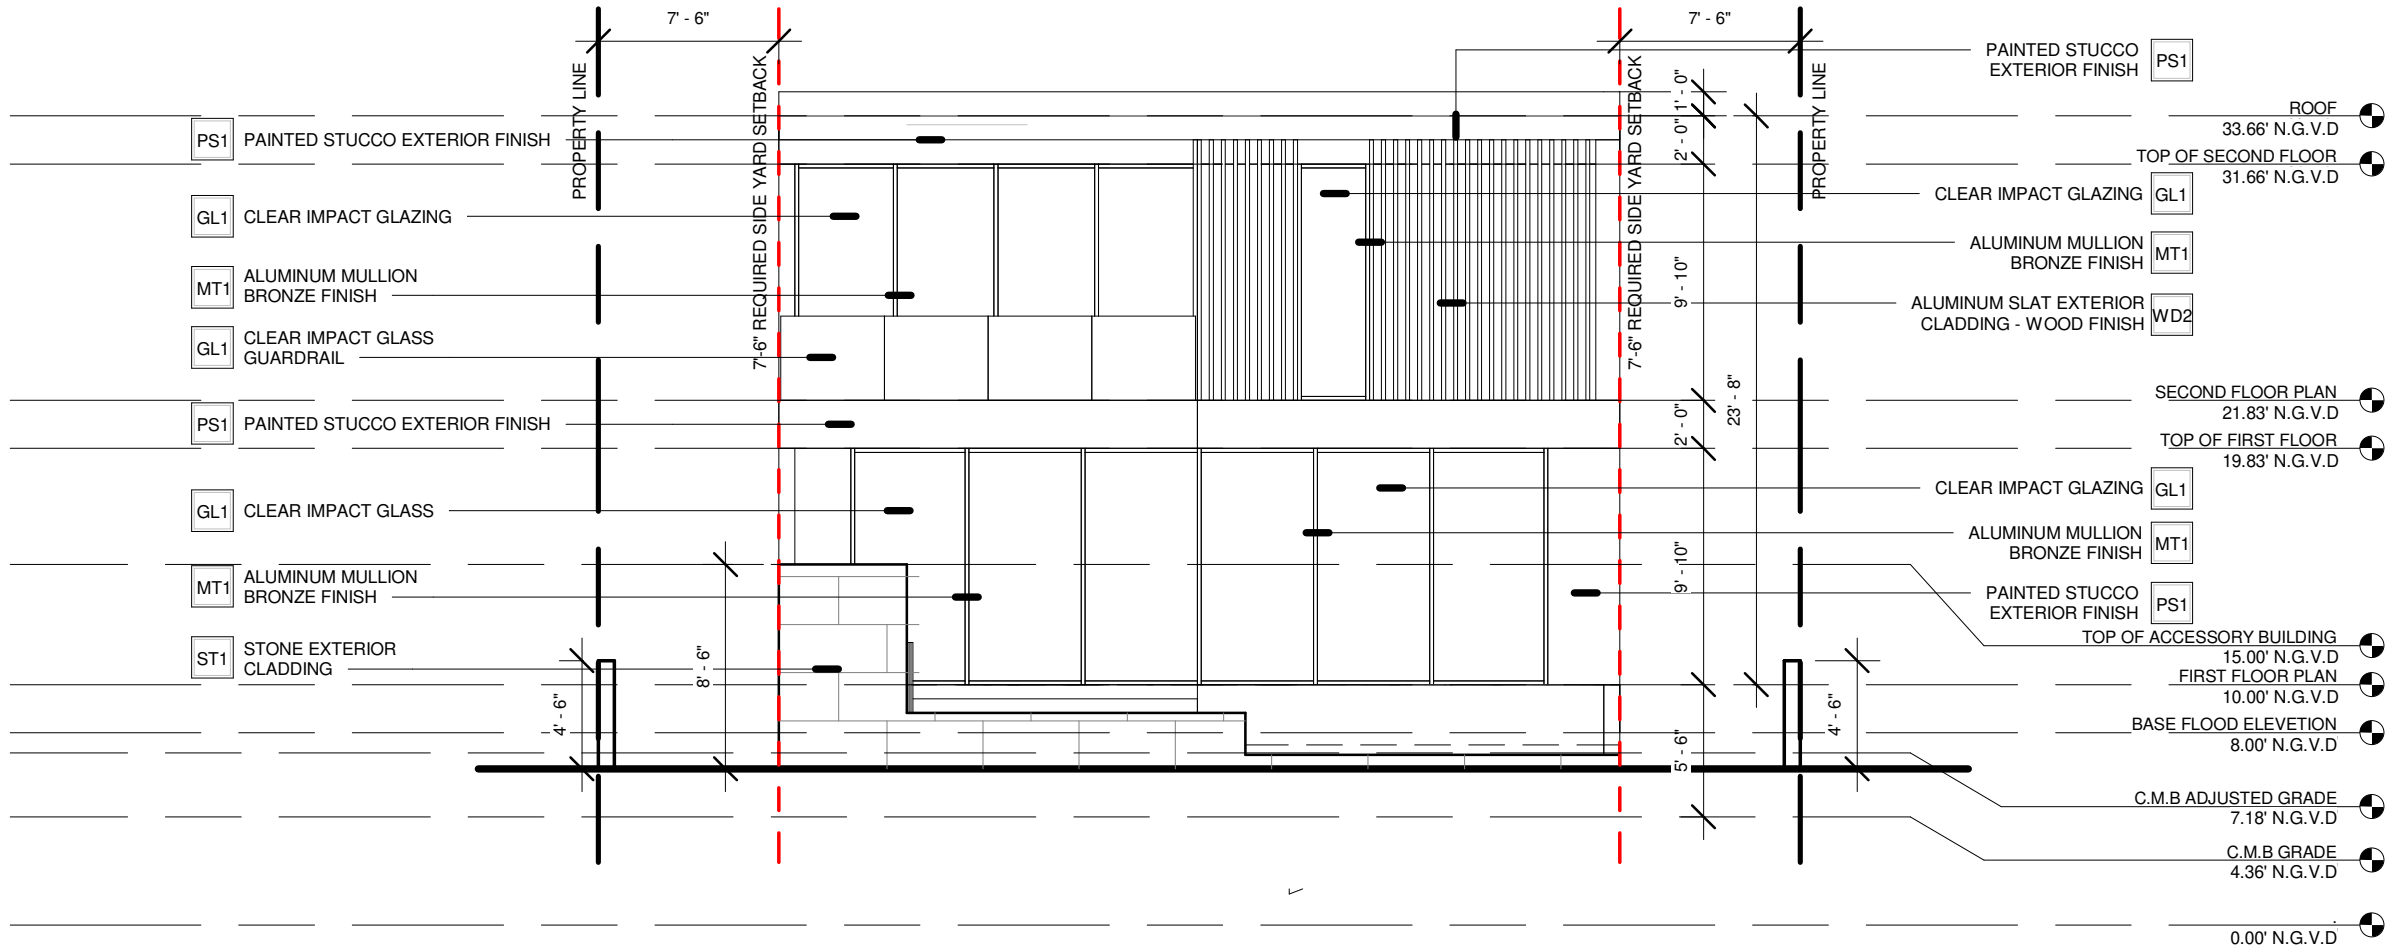 7' - 6"
7' - 6"
PROPERTY LINE
7'-6" REQUIRED SIDE YARD SETBACK
7'-6" REQUIRED SIDE YARD SETBACK
PROPERTY LINE
PS1 PAINTED STUCCO EXTERIOR FINISH
GL1 CLEAR IMPACT GLAZING
MT1 ALUMINUM MULLION
BRONZE FINISH
GL1 CLEAR IMPACT GLASS
GUARDRAIL
PS1 PAINTED STUCCO EXTERIOR FINISH
GL1 CLEAR IMPACT GLASS
MT1 ALUMINUM MULLION
BRONZE FINISH
ST1 STONE EXTERIOR
CLADDING
4' - 6"
8' - 6"
1' - 0"
2' - 0"
9' - 10"
2' - 0"
9' - 10"
5' - 6"
23' - 8"
4' - 6"
PAINTED STUCCO
EXTERIOR FINISH PS1
ROOF
33.66' N.G.V.D
TOP OF SECOND FLOOR
31.66' N.G.V.D
CLEAR IMPACT GLAZING GL1
ALUMINUM MULLION
BRONZE FINISH MT1
ALUMINUM SLAT EXTERIOR
CLADDING - WOOD FINISH WD2
SECOND FLOOR PLAN
21.83' N.G.V.D
TOP OF FIRST FLOOR
19.83' N.G.V.D
CLEAR IMPACT GLAZING GL1
ALUMINUM MULLION
BRONZE FINISH MT1
PAINTED STUCCO
EXTERIOR FINISH PS1
TOP OF ACCESSORY BUILDING
15.00' N.G.V.D
FIRST FLOOR PLAN
10.00' N.G.V.D
BASE FLOOD ELEVETION
8.00' N.G.V.D
C.M.B ADJUSTED GRADE
7.18' N.G.V.D
C.M.B GRADE
4.36' N.G.V.D
.
0.00' N.G.V.D